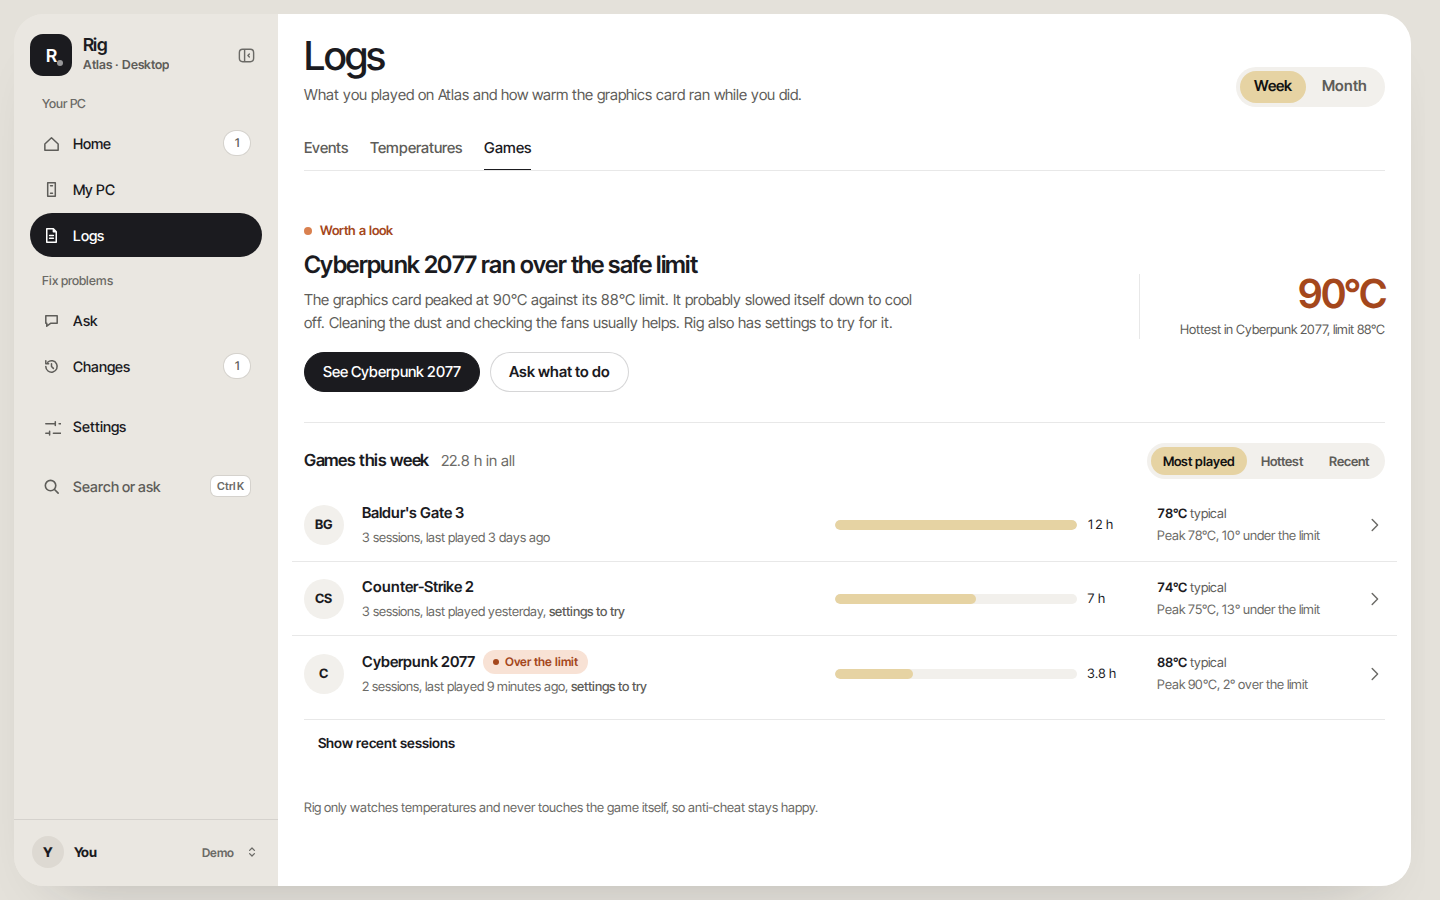 R
Rig
Atlas · Desktop
Your PC
Home
1
My PC
Logs
Fix problems
Ask
Changes
1
Settings
Search or ask
Ctrl K
Y
You
Demo
Logs
What you played on Atlas and how warm the graphics card ran while you did.
Week
Month
Events
Temperatures
Games
Worth a look
Cyberpunk 2077 ran over the safe limit
The graphics card peaked at 90°C against its 88°C limit. It probably slowed itself down to cool
off. Cleaning the dust and checking the fans usually helps. Rig also has settings to try for it.
See Cyberpunk 2077
Ask what to do
90°C
Hottest in Cyberpunk 2077, limit 88°C
Games this week
22.8 h in all
Most played
Hottest
Recent
BG
Baldur's Gate 3
3 sessions, last played 3 days ago
12 h
78°C typical
Peak 78°C, 10° under the limit
CS
Counter-Strike 2
3 sessions, last played yesterday, settings to try
7 h
74°C typical
Peak 75°C, 13° under the limit
C
Cyberpunk 2077
Over the limit
2 sessions, last played 9 minutes ago, settings to try
3.8 h
88°C typical
Peak 90°C, 2° over the limit
Show recent sessions
Rig only watches temperatures and never touches the game itself, so anti-cheat stays happy.